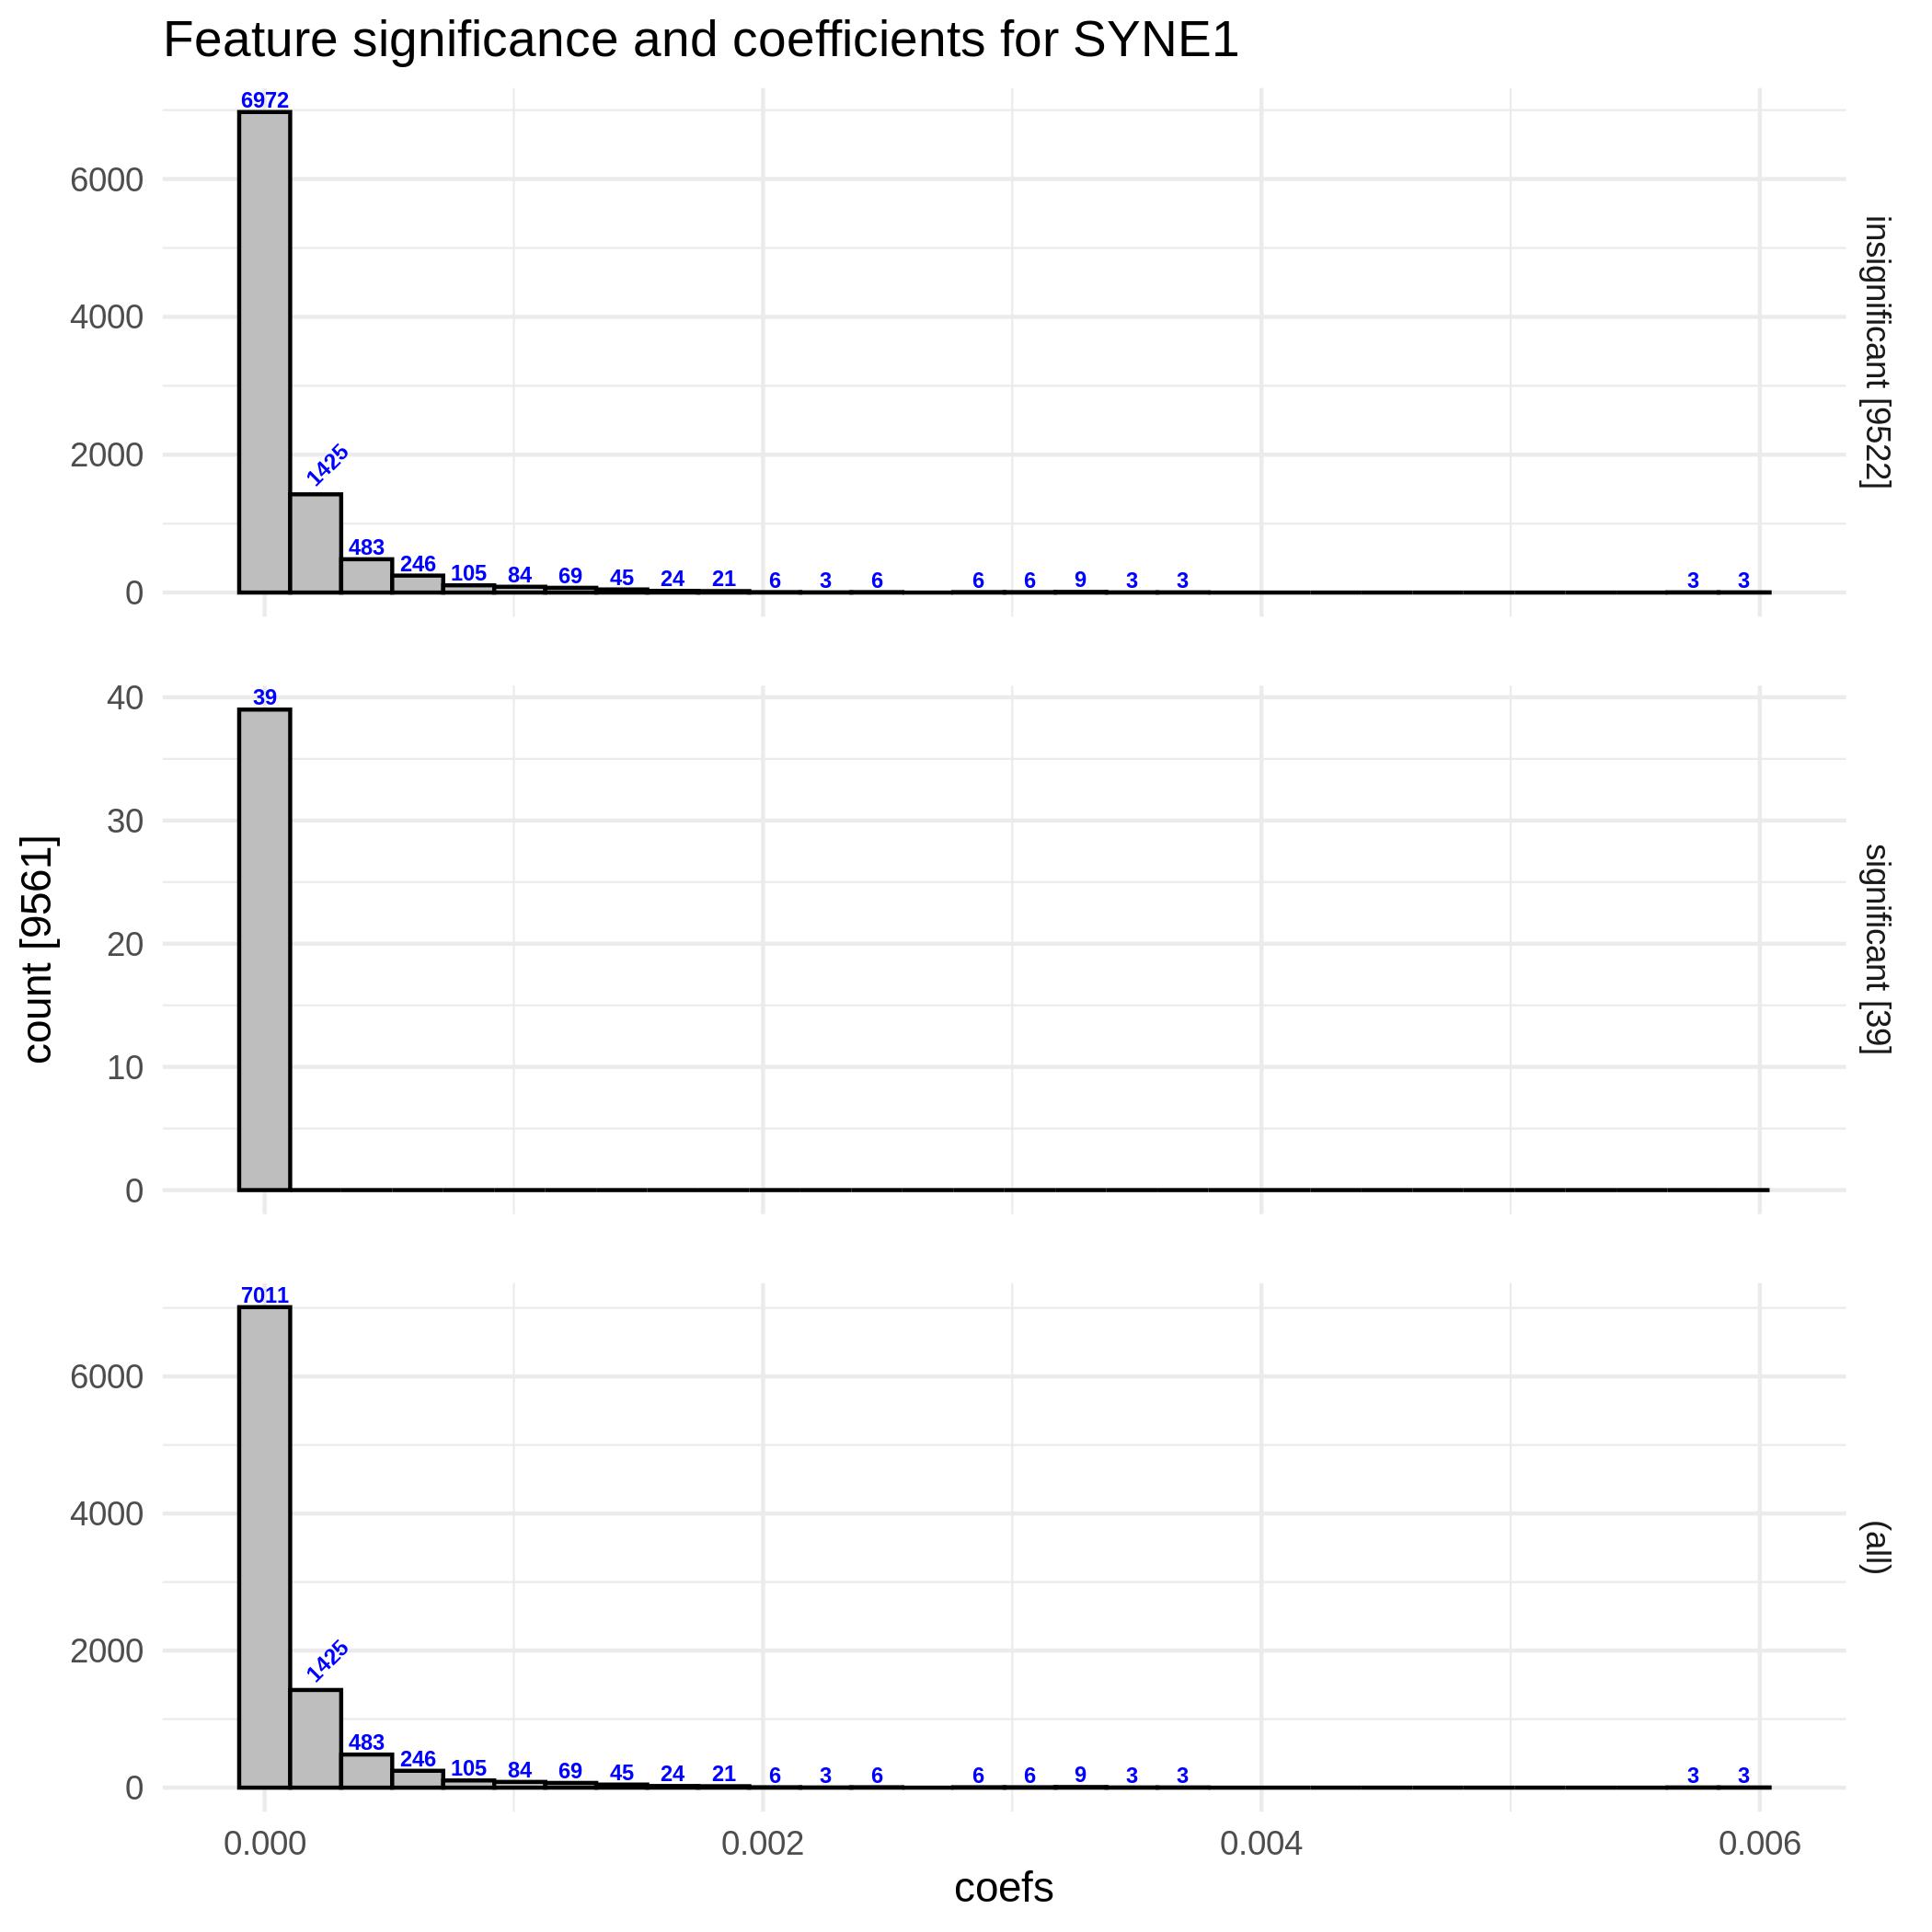 Feature significance and coefficients for SYNE1
count [9561]
6000
4000
2000
0
6972
1425
483 246 105 84 69 45 24 21 6 3 6 6 6 9 3 3 3 3
insignificant [9522]
40
30
20
10
0
39
significant [39]
6000
4000
2000
0
7011
1425
483 246 105 84 69 45 24 21 6 3 6 6 6 9 3 3 3 3
(all)
0.000 0.002 0.004 0.006
coefs